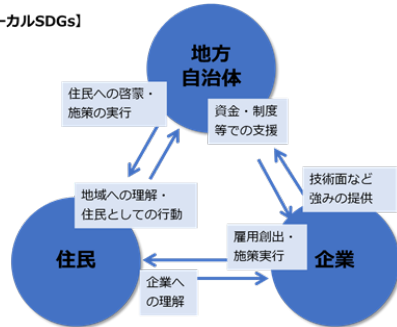 ーカルSDGs】
地方
自治体
住民への啓蒙・
施策の実行
資金・制度
等での支援
地域への理解・
住民としての行動
技術面など
強みの提供
雇用創出・
施策実行
住民
企業
企業へ
の理解